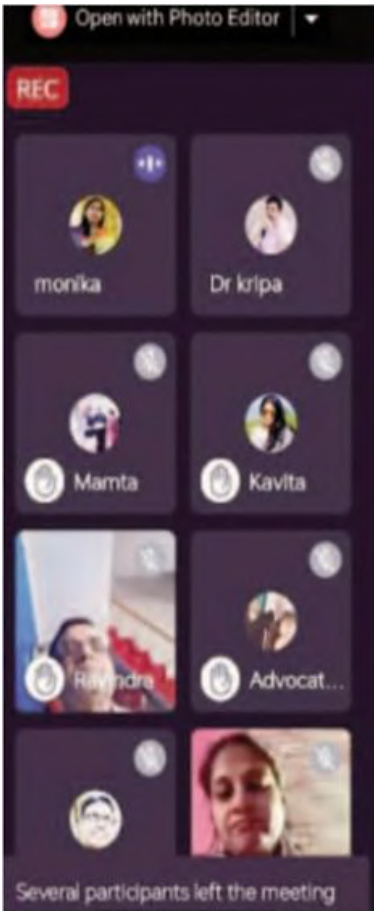 Open with Photo Editor
REC
monika
Dr kripa
Mamta
Kavita
Ravindra
Advocat...
Several participants left the meeting